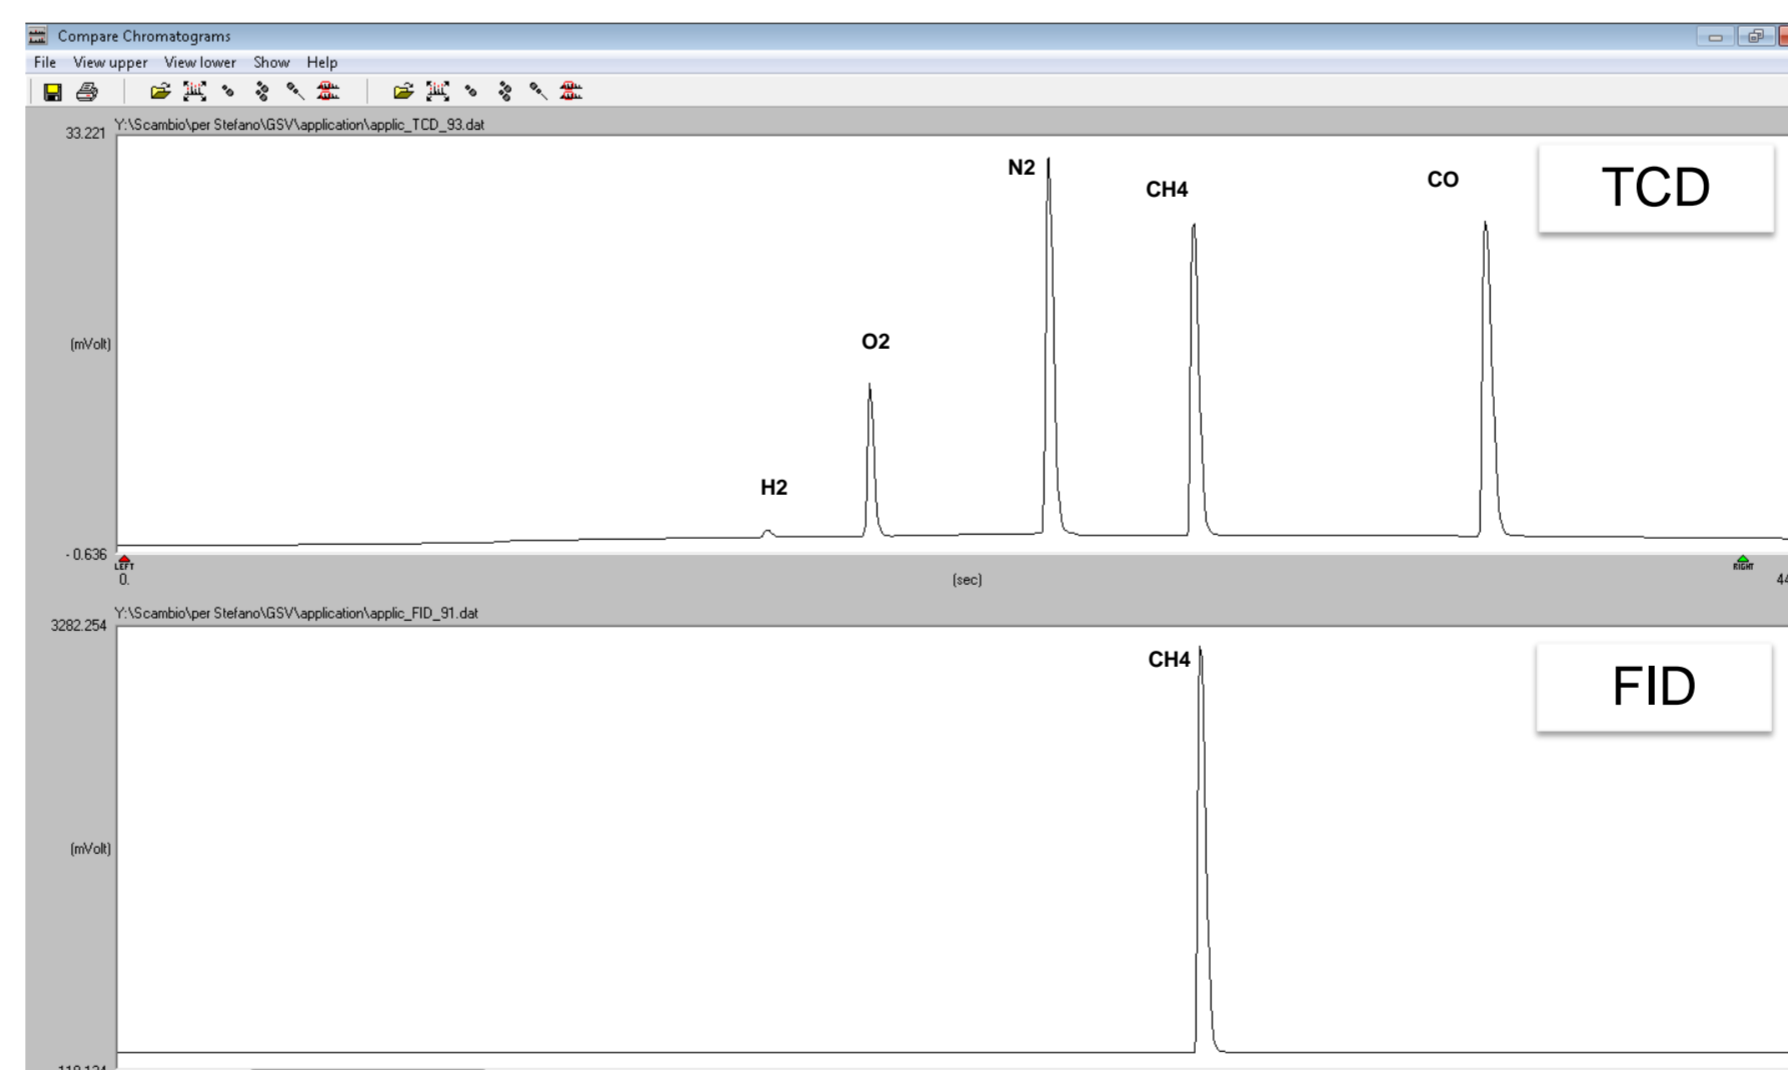 Compare Chromatograms
File View upper View lower Show Help
Y:\Scambio\per Stefano\GSV\application\applic_TCD_93.dat
33.221
N2
CH4
CO
TCD
(mVolt)
O2
H2
-0.636
LEFT
RIGHT
0.
(sec)
44
Y:\Scambio\per Stefano\GSV\application\applic_FID_91.dat
3282.254
CH4
FID
(mVolt)